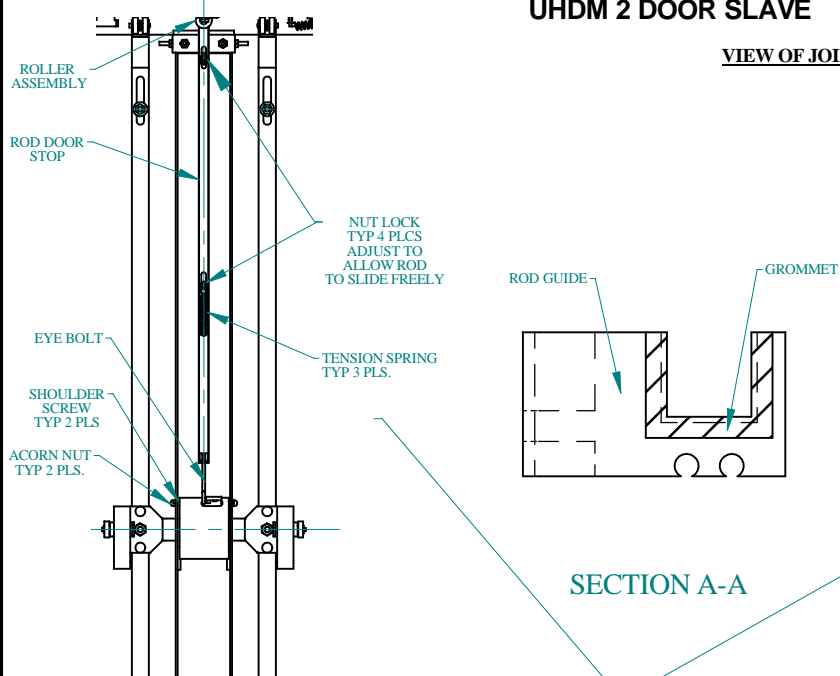 UHDM 2 DOOR SLAVE
VIEW OF
ROLLER
ASSEMBLY
ROD DOOR
STOP
NUT LOCK
TYP 4 PLCS
ADJUST TO
ALLOW ROD
TO SLIDE FREELY
EYE BOLT
TENSION SPRING
TYP 3 PLS.
SHOULDER
SCREW
TYP 2 PLS
ACORN NUT
TYP 2 PLS.
ROD GUIDE
GROMMET
SECTION A-A